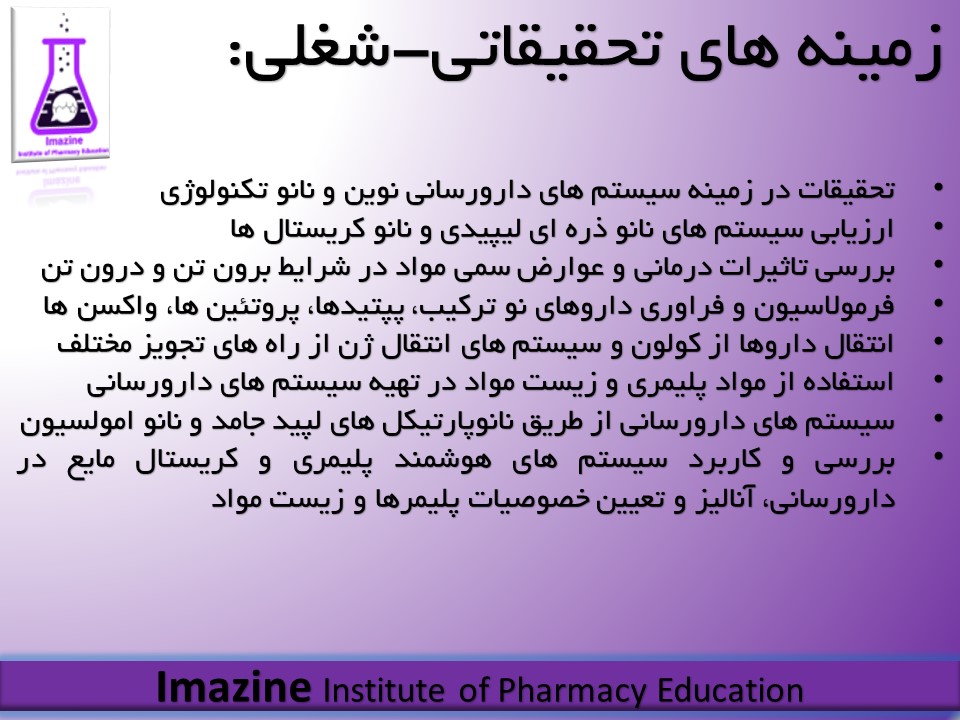 زمینه های تحقیقاتی-شغلی:
Imazine
Institute of Pharmacy Education
• تحقیقات در زمینه سیستم های دارورسانی نوین و نانو تکنولوژی
• ارزیابی سیستم های نانو ذره ای لیپیدی و نانو کریستال ها
• بررسی تاثیرات درمانی و عوارض سمی مواد در شرایط برون تن و درون تن
• فرمولاسیون و فراوری داروهای نو ترکیب، پپتیدها، پروتئین ها، واکسن ها
• انتقال داروها از کولون و سیستم های انتقال ژن از راه های تجویز مختلف
• استفاده از مواد پلیمری و زیست مواد در تهیه سیستم های دارورسانی
• سیستم های دارورسانی از طریق نانوپارتیکل های لپید جامد و نانو امولسیون
• بررسی و کاربرد سیستم های هوشمند پلیمری و کریستال مایع در
دارورسانی، آنالیز و تعیین خصوصیات پلیمرها و زیست مواد
Imazine Institute of Pharmacy Education